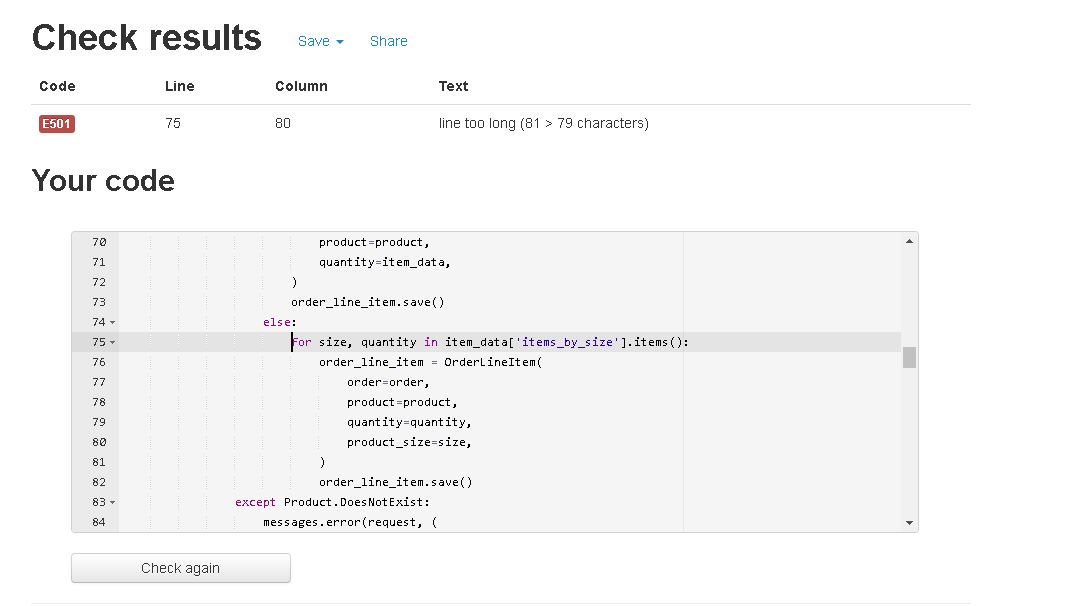 Check results Save Share
Code Line Column Text
E501 75 80 line too long (81 > 79 characters)
Your code
70 product=product,
71 quantity=item_data,
72 )
73 order_line_item.save()
74 else:
75 for size, quantity in item_data['items_by_size'].items():
76 order_line_item = OrderLineItem(
77 order=order,
78 product=product,
79 quantity=quantity,
80 product_size=size,
81 )
82 order_line_item.save()
83 except Product.DoesNotExist:
84 messages.error(request, (
Check again